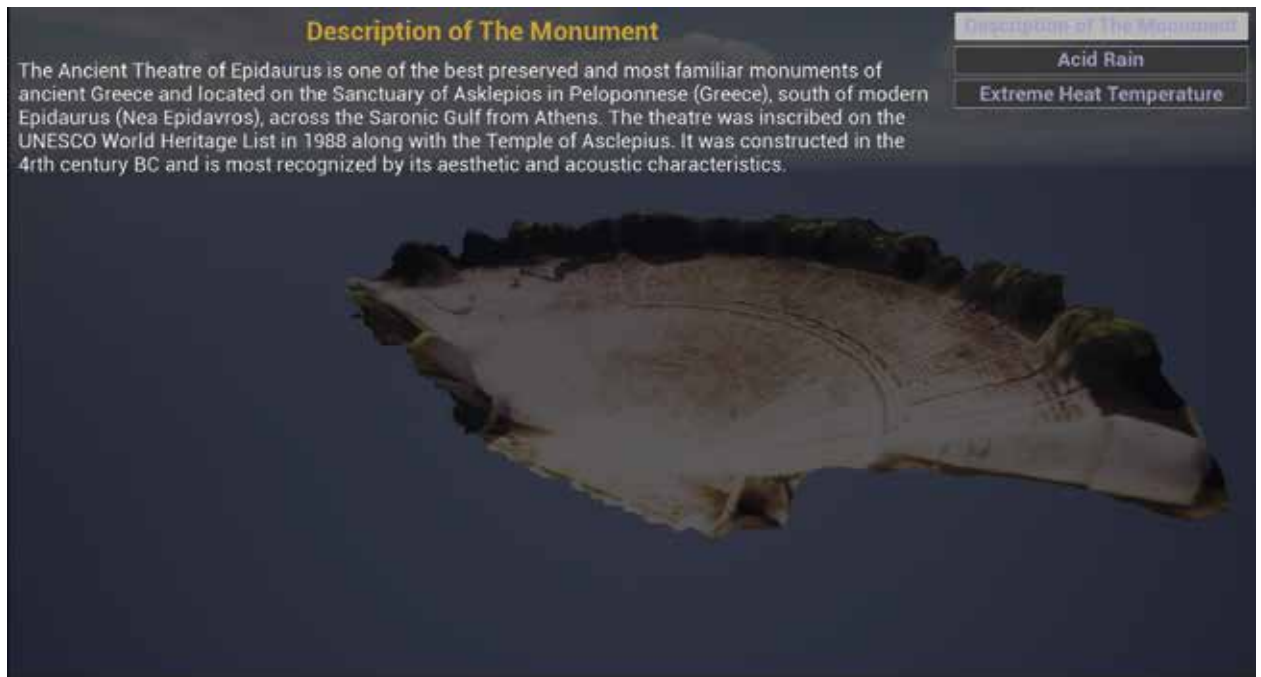 Description of The Monument
The Ancient Theatre of Epidaurus is one of the best preserved and most familiar monuments of
ancient Greece and located on the Sanctuary of Asklepios in Peloponnese (Greece), south of modern
Epidaurus (Nea Epidavros), across the Saronic Gulf from Athens. The theatre was inscribed on the
UNESCO World Heritage List in 1988 along with the Temple of Asclepius. It was constructed in the
4rth century BC and is most recognized by its aesthetic and acoustic characteristics.
Description of The Monument
Acid Rain
Extreme Heat Temperature